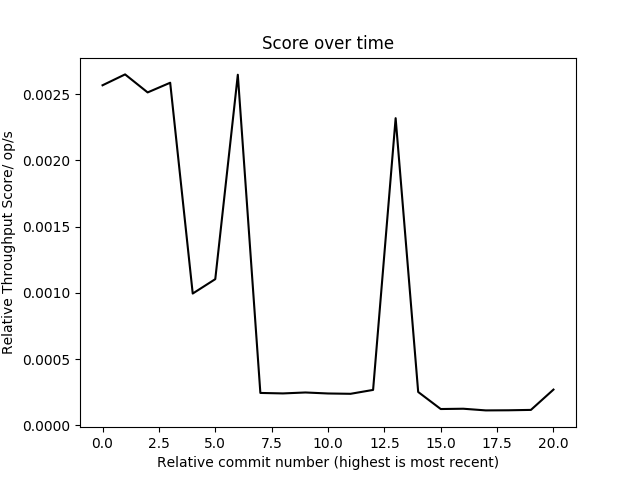 Score over time
Relative Throughput Score/ op/s
0.0025
0.0020
0.0015
0.0010
0.0005
0.0000
0.0 2.5 5.0 7.5 10.0 12.5 15.0 17.5 20.0
Relative commit number (highest is most recent)